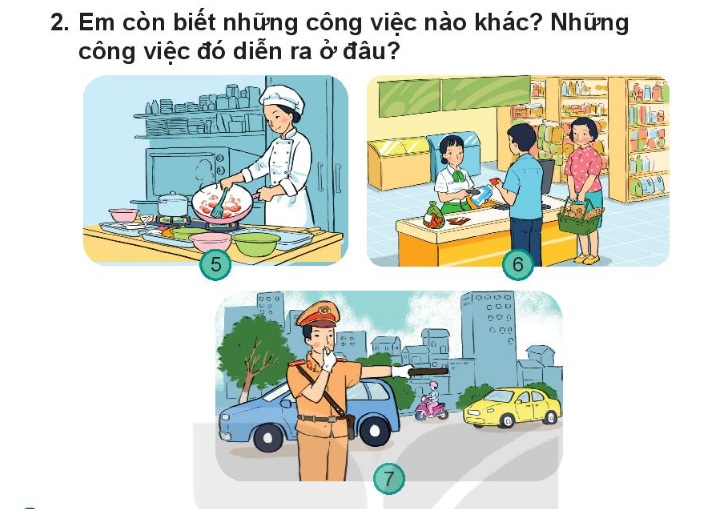 2. Em còn biết những công việc nào khác? Những
công việc đó diễn ra ở đâu?
5
6
7